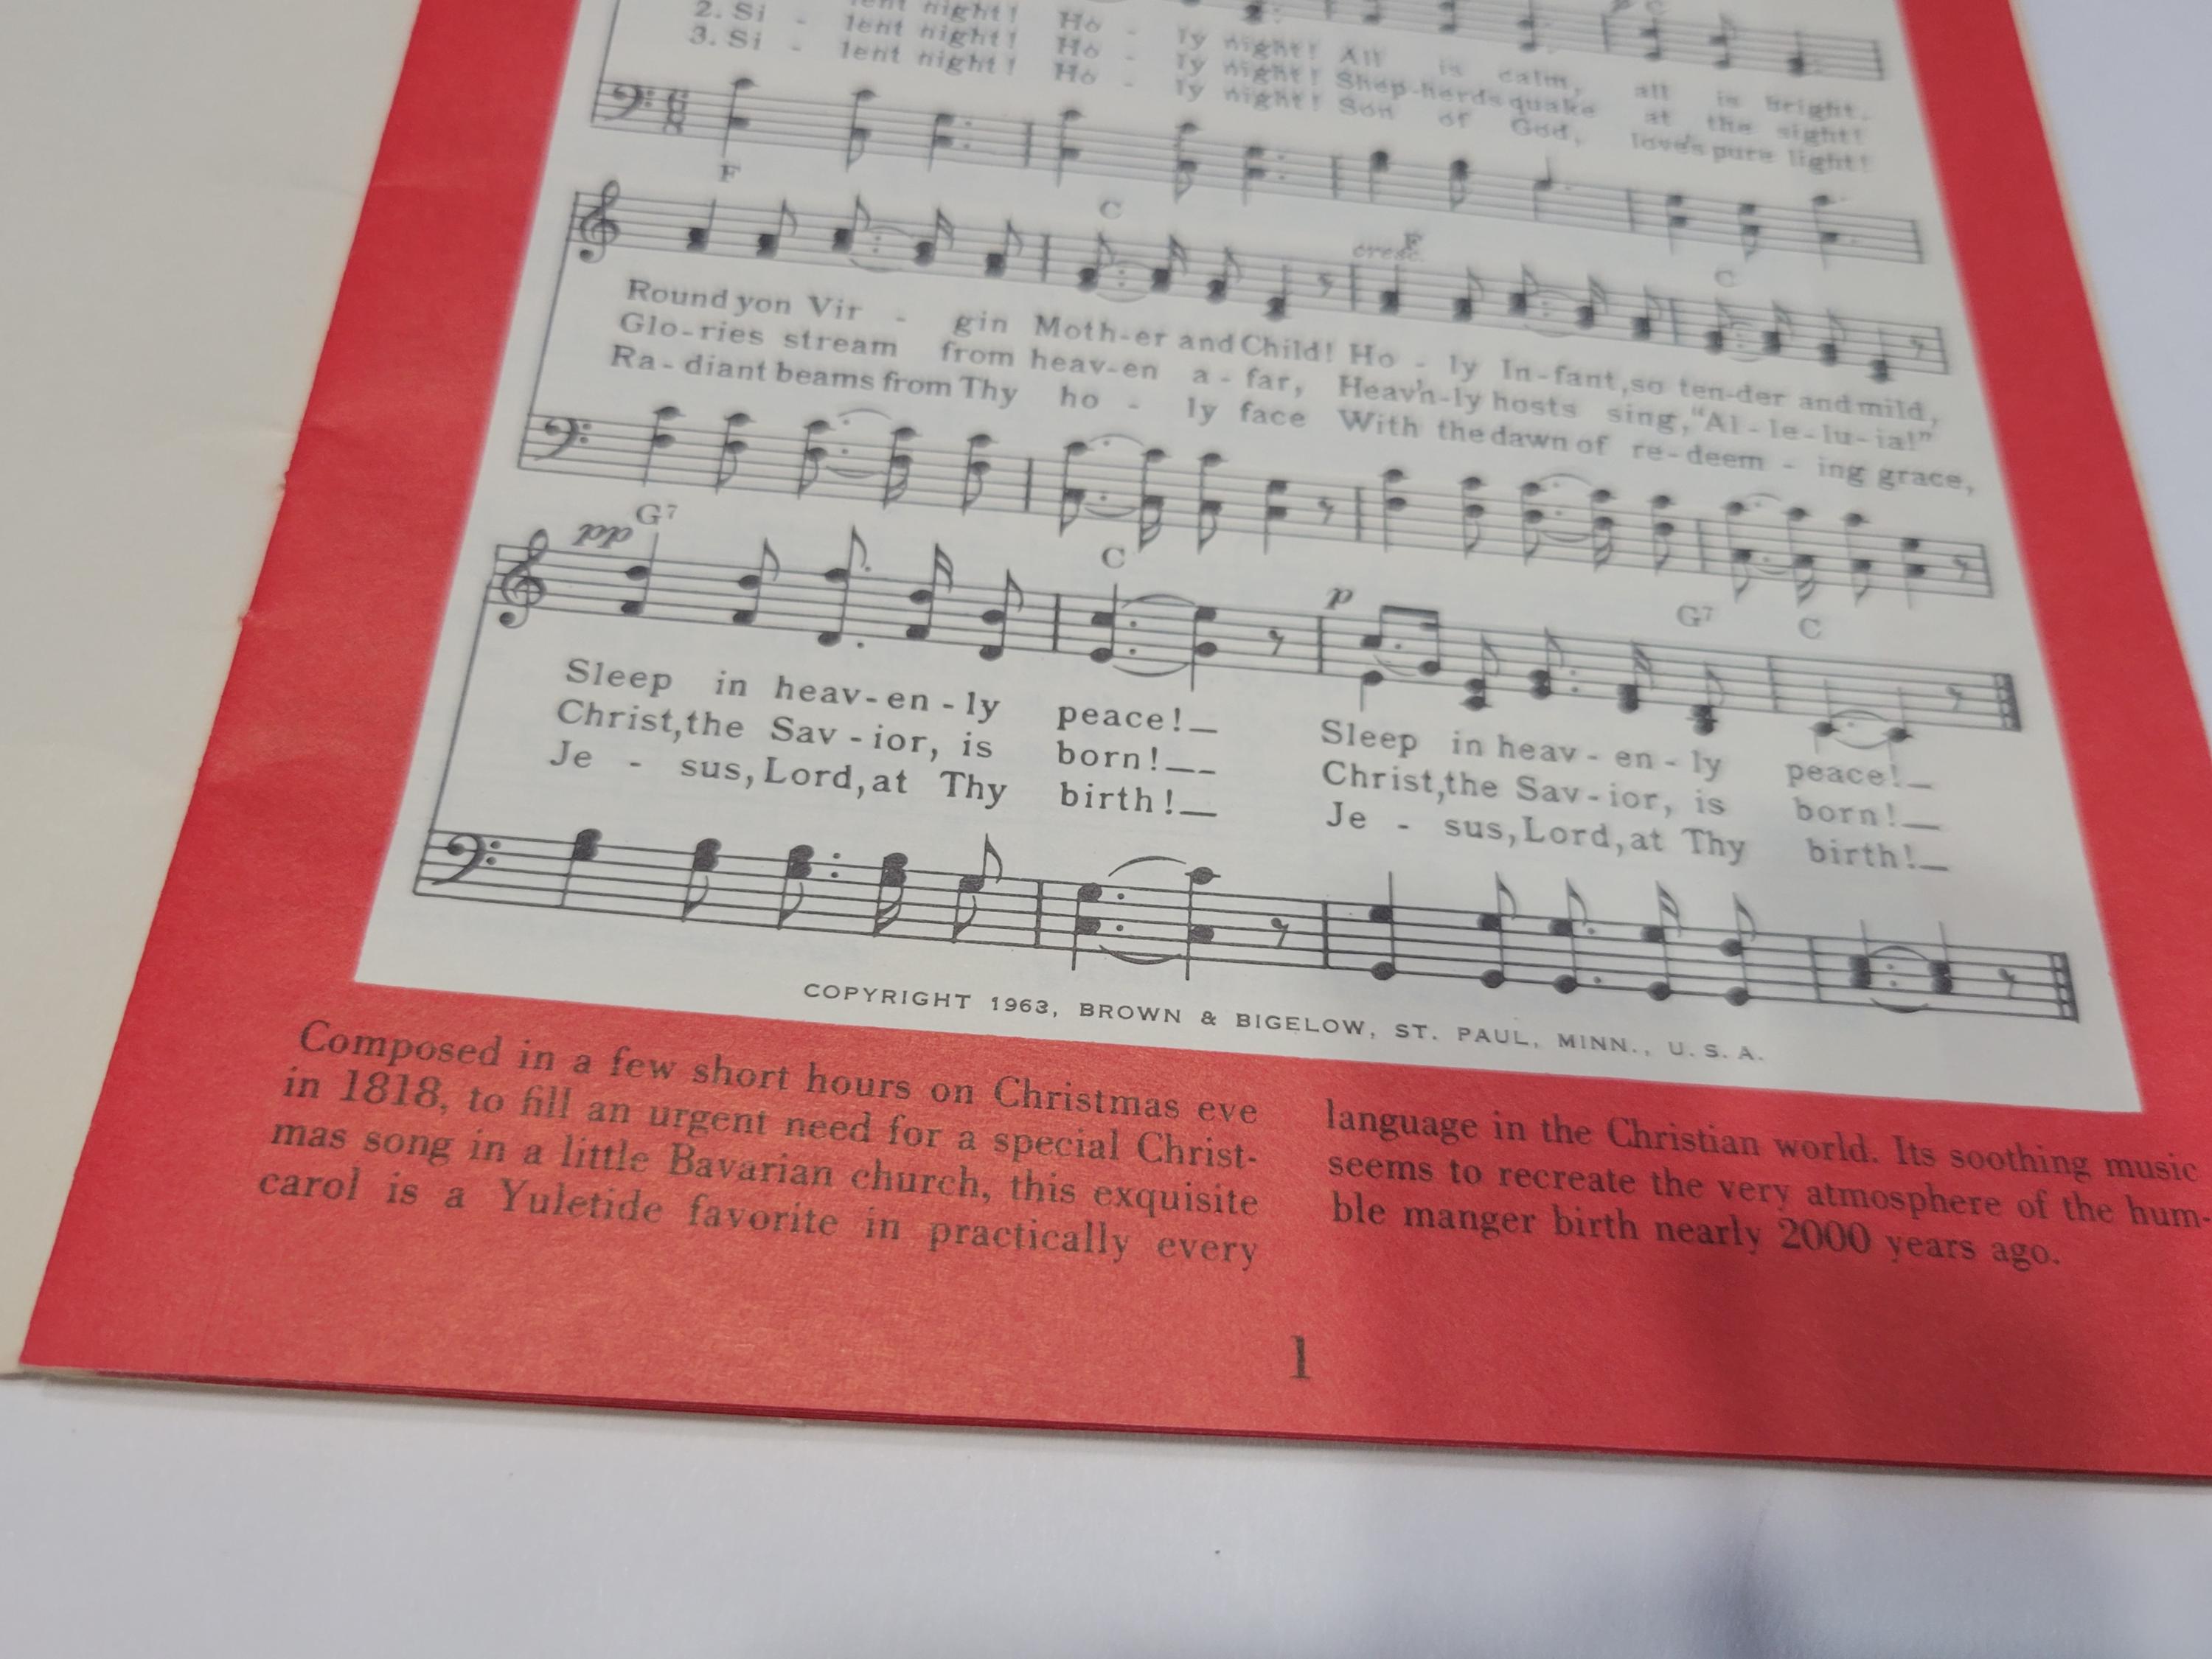 lent night! Ho - ly night! All is calm, all is bright.
2. Si - lent night! Ho - ly night! Shep-herds quake at the sight!
3. Si - lent night! Ho - ly night! Son of God, love's pure light!
F C cresc. F C
Round yon Vir - gin Moth-er and Child! Ho - ly In-fant, so ten-der and mild,
Glo-ries stream from heav-en a-far, Heav'n-ly hosts sing, "Al-le-lu-ia!"
Ra-diant beams from Thy ho - ly face With the dawn of re-deem - ing grace,
pp G7 C p G7 C
Sleep in heav-en-ly peace!_ Sleep in heav-en-ly peace!_
Christ, the Sav-ior, is born!__ Christ, the Sav-ior, is born!_
Je - sus, Lord, at Thy birth!_ Je - sus, Lord, at Thy birth!_
COPYRIGHT 1963, BROWN & BIGELOW, ST. PAUL, MINN., U.S.A.
Composed in a few short hours on Christmas eve
in 1818, to fill an urgent need for a special Christ-
mas song in a little Bavarian church, this exquisite
carol is a Yuletide favorite in practically every
language in the Christian world. Its soothing music
seems to recreate the very atmosphere of the hum-
ble manger birth nearly 2000 years ago.
1